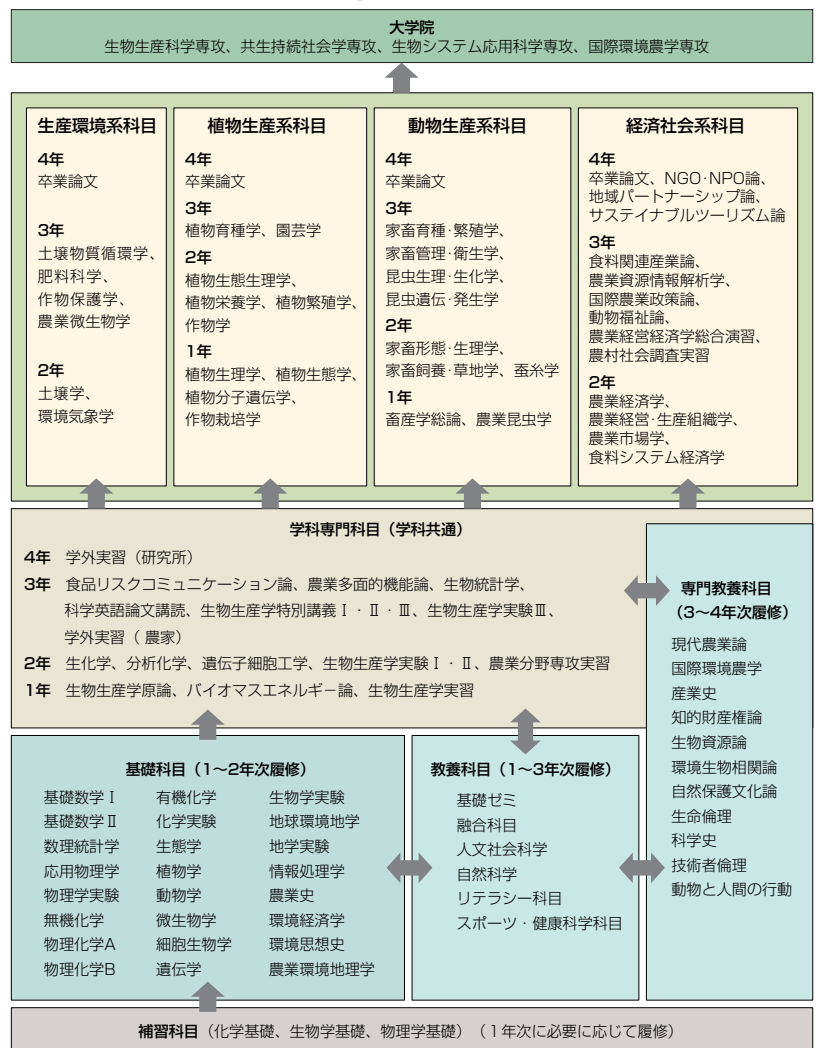 大学院
生物生産科学専攻、共生持続社会学専攻、生物システム応用科学専攻、国際環境農学専攻
生産環境系科目
4年
卒業論文
3年
土壌物質循環学、
肥料科学、
作物保護学、
農業微生物学
2年
土壌学、
環境気象学
植物生産系科目
4年
卒業論文
3年
植物育種学、園芸学
2年
植物生態生理学、
植物栄養学、植物繁殖学、
作物学
1年
植物生理学、植物生態学、
植物分子遺伝学、
作物栽培学
動物生産系科目
4年
卒業論文
3年
家畜育種・繁殖学、
家畜管理・衛生学、
昆虫生理・生化学、
昆虫遺伝・発生学
2年
家畜形態・生理学、
家畜飼養・草地学、蚕糸学
1年
畜産学総論、農業昆虫学
経済社会系科目
4年
卒業論文、NGO・NPO論、
地域パートナーシップ論、
サステイナブルツーリズム論
3年
食料関連産業論、
農業資源情報解析学、
国際農業政策論、
動物福祉論、
農業経営経済学総合演習、
農村社会調査実習
2年
農業経済学、
農業経営・生産組織学、
農業市場学、
食料システム経済学
学科専門科目（学科共通）
4年 学外実習（研究所）
3年 食品リスクコミュニケーション論、農業多面的機能論、生物統計学、
科学英語論文講読、生物生産学特別講義Ⅰ・Ⅱ・Ⅲ、生物生産学実験Ⅲ、
学外実習（ 農家）
2年 生化学、分析化学、遺伝子細胞工学、生物生産学実験Ⅰ・Ⅱ、農業分野専攻実習
1年 生物生産学原論、バイオマスエネルギ－論、生物生産学実習
専門教養科目
（3～4年次履修）
現代農業論
国際環境農学
産業史
知的財産権論
生物資源論
環境生物相関論
自然保護文化論
生命倫理
科学史
技術者倫理
動物と人間の行動
基礎科目（1～2年次履修）
基礎数学Ⅰ 有機化学 生物学実験
基礎数学Ⅱ 化学実験 地球環境地学
数理統計学 生態学 地学実験
応用物理学 植物学 情報処理学
物理学実験 動物学 農業史
無機化学 微生物学 環境経済学
物理化学A 細胞生物学 環境思想史
物理化学B 遺伝学 農業環境地理学
教養科目（1～3年次履修）
基礎ゼミ
融合科目
人文社会科学
自然科学
リテラシー科目
スポーツ・健康科学科目
補習科目（化学基礎、生物学基礎、物理学基礎）（１年次に必要に応じて履修）